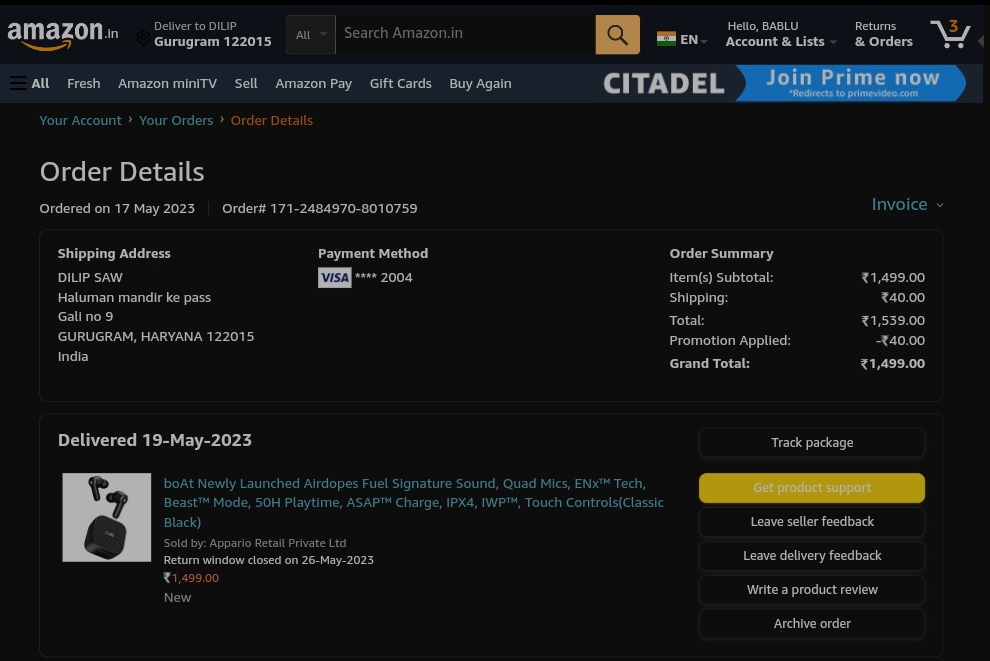 amazon.in
Deliver to DILIP
Gurugram 122015
All
Search Amazon.in
EN
Hello, BABLU
Account & Lists
Returns
& Orders
3
All
Fresh
Amazon miniTV
Sell
Amazon Pay
Gift Cards
Buy Again
CITADEL
Join Prime now
*Redirects to primevideo.com
Your Account › Your Orders › Order Details
Order Details
Ordered on 17 May 2023
Order# 171-2484970-8010759
Invoice
Shipping Address
DILIP SAW
Haluman mandir ke pass
Gali no 9
GURUGRAM, HARYANA 122015
India
Payment Method
VISA **** 2004
Order Summary
Item(s) Subtotal: ₹1,499.00
Shipping: ₹40.00
Total: ₹1,539.00
Promotion Applied: -₹40.00
Grand Total: ₹1,499.00
Delivered 19-May-2023
boAt Newly Launched Airdopes Fuel Signature Sound, Quad Mics, ENx™ Tech,
Beast™ Mode, 50H Playtime, ASAP™ Charge, IPX4, IWP™, Touch Controls(Classic
Black)
Sold by: Appario Retail Private Ltd
Return window closed on 26-May-2023
₹1,499.00
New
Track package
Get product support
Leave seller feedback
Leave delivery feedback
Write a product review
Archive order